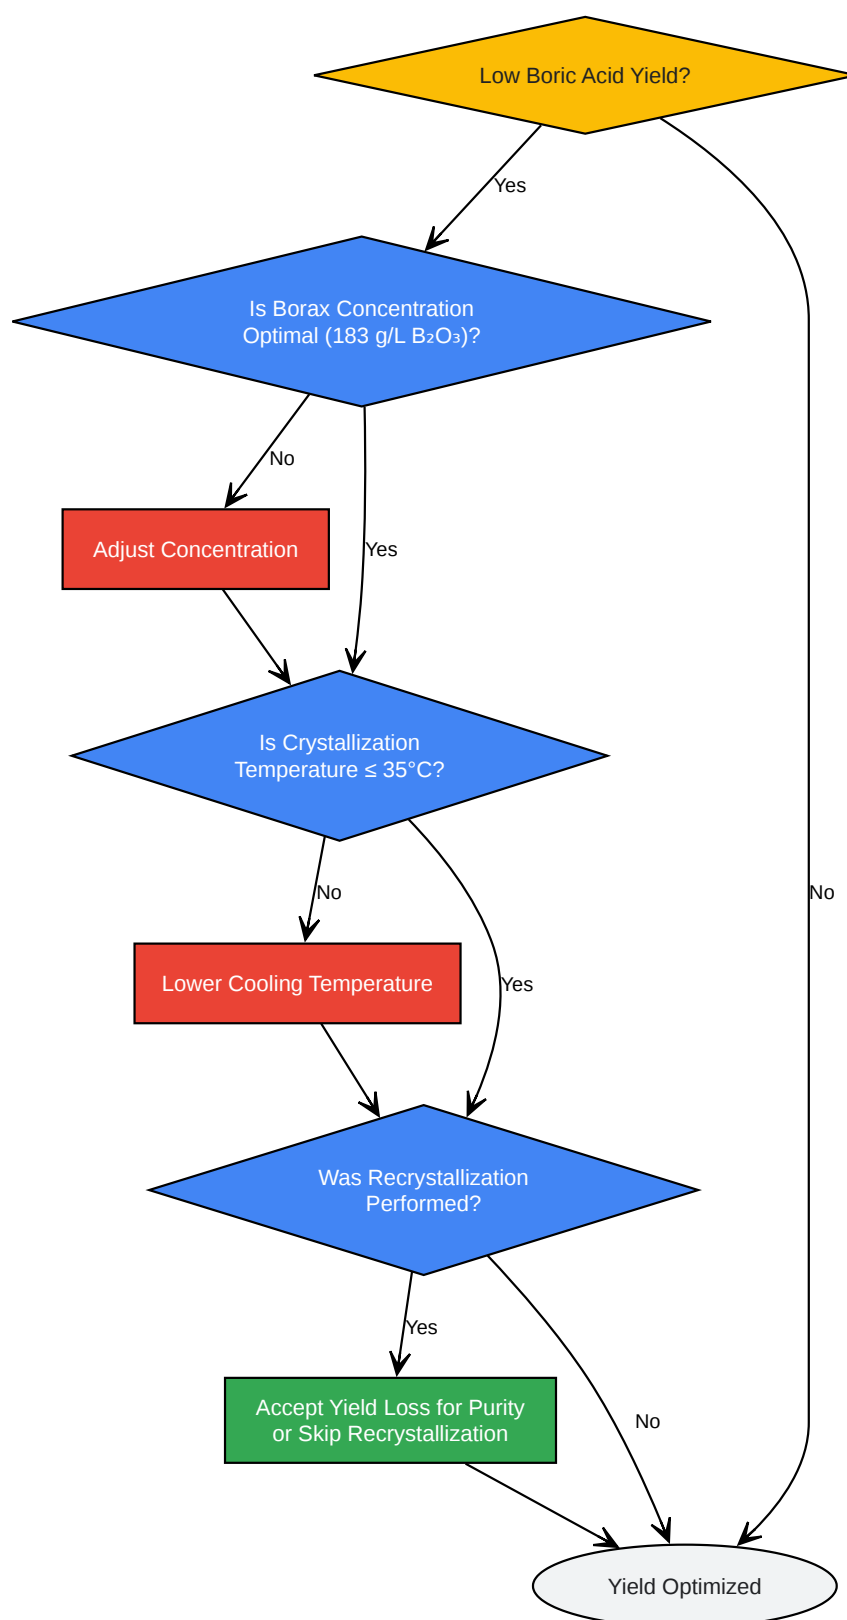 Low Boric Acid Yield?
Yes
Is Borax Concentration
Optimal (183 g/L B₂O₃)?
No
Adjust Concentration
Yes
Is Crystallization
Temperature ≤ 35°C?
No
No
Lower Cooling Temperature
Yes
Was Recrystallization
Performed?
Yes
Accept Yield Loss for Purity
or Skip Recrystallization
No
Yield Optimized